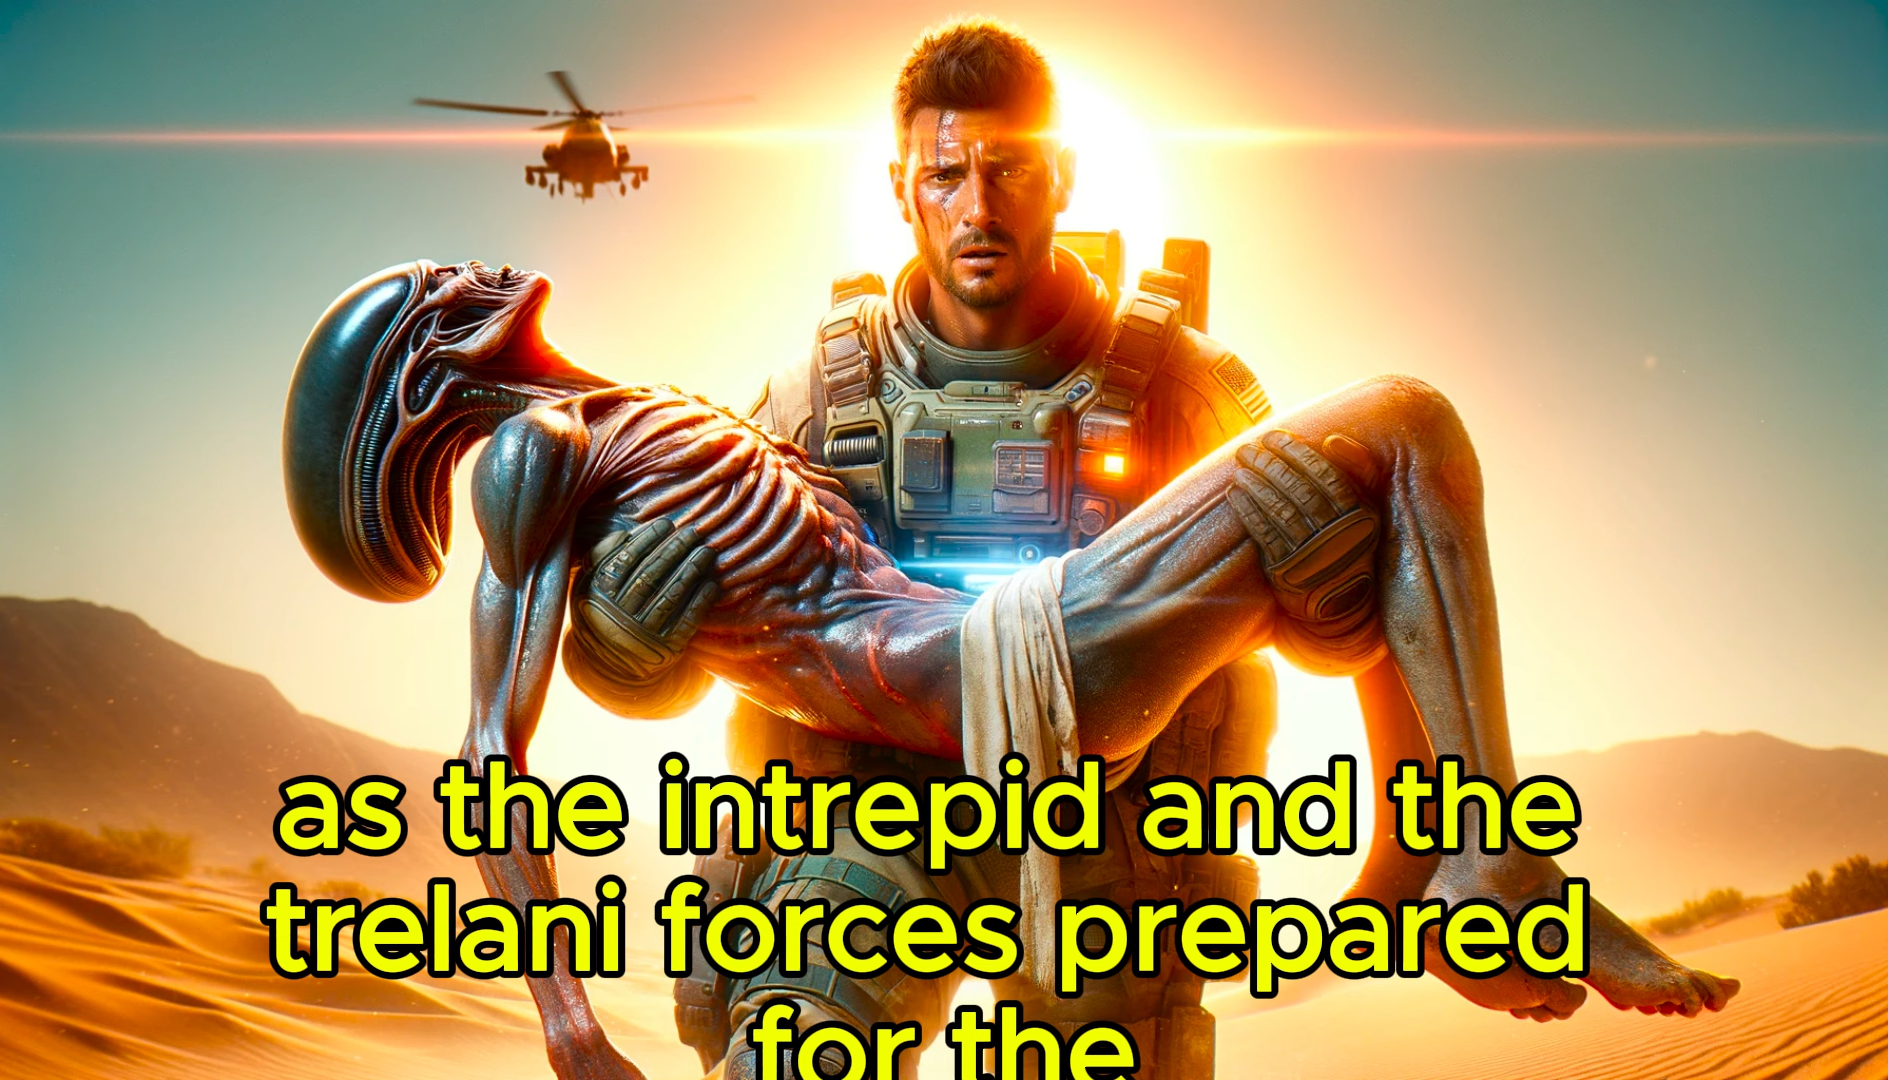 as the intrepid and the
trelani forces prepared
for the